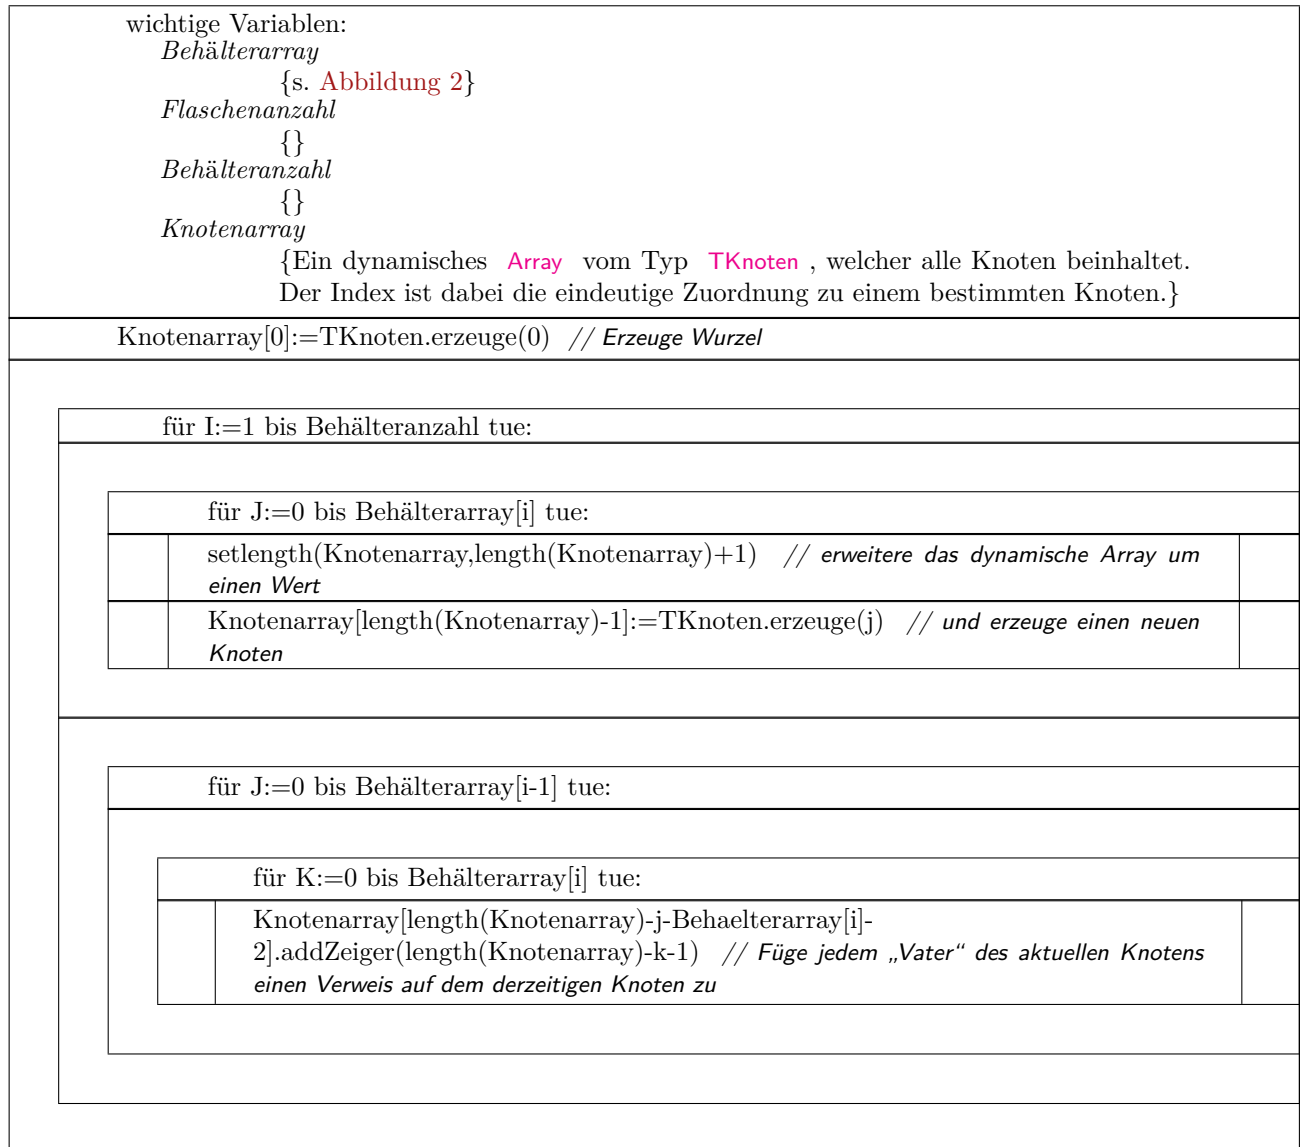 wichtige Variablen:
Behälterarray
{s. Abbildung 2}
Flaschenanzahl
{}
Behälteranzahl
{}
Knotenarray
{Ein dynamisches Array vom Typ TKnoten , welcher alle Knoten beinhaltet.
Der Index ist dabei die eindeutige Zuordnung zu einem bestimmten Knoten.}
Knotenarray[0]:=TKnoten.erzeuge(0) // Erzeuge Wurzel
für I:=1 bis Behälteranzahl tue:
für J:=0 bis Behälterarray[i] tue:
setlength(Knotenarray,length(Knotenarray)+1) // erweitere das dynamische Array um
einen Wert
Knotenarray[length(Knotenarray)-1]:=TKnoten.erzeuge(j) // und erzeuge einen neuen
Knoten
für J:=0 bis Behälterarray[i-1] tue:
für K:=0 bis Behälterarray[i] tue:
Knotenarray[length(Knotenarray)-j-Behaelterarray[i]-
2].addZeiger(length(Knotenarray)-k-1) // Füge jedem „Vater“ des aktuellen Knotens
einen Verweis auf dem derzeitigen Knoten zu